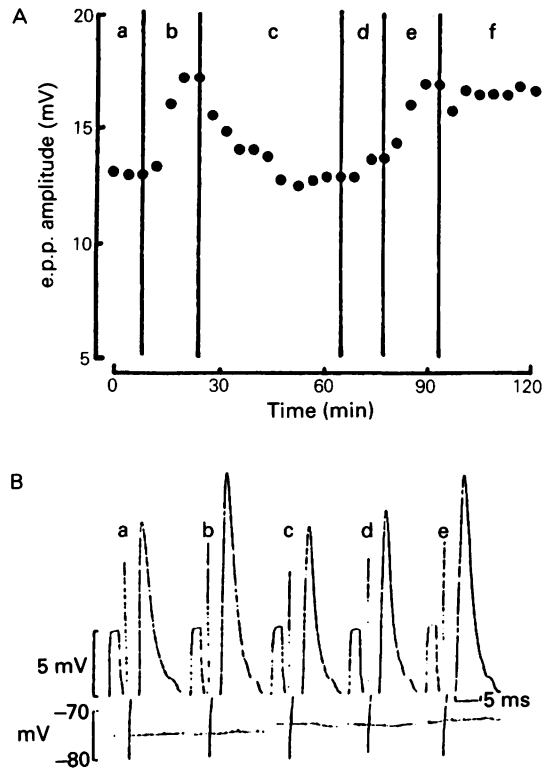 A
20
15
10
5
e.p.p. amplitude (mV)
a b c d e f
0 30 60 90 120
Time (min)
B
a b c d e
5 mV
5 ms
−70
mV
−80